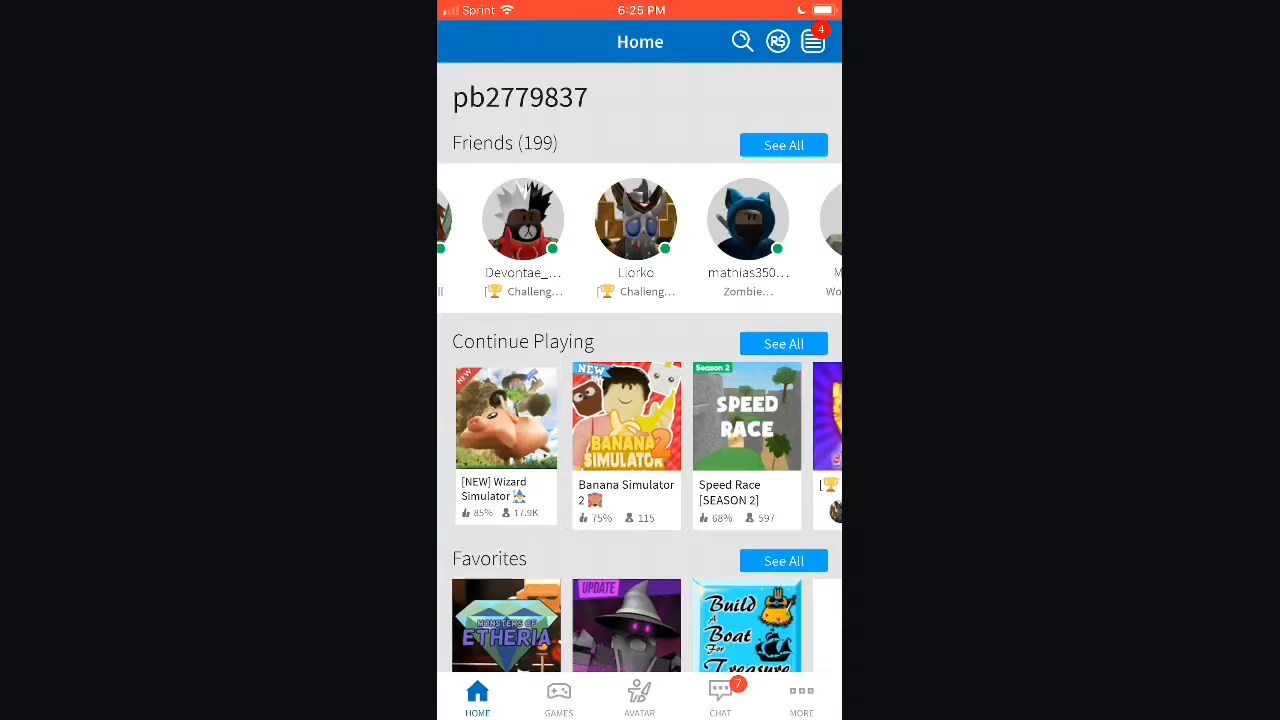 Sprint
6:25 PM
Home
R$
4
pb2779837
Friends (199)
See All
Devontae_...
Llorko
mathias350...
[🏆 Challeng...
[🏆 Challeng...
Zombie...
Continue Playing
See All
NEW
NEW
BANANA 2
SIMULATOR
Season 2
SPEED
RACE
[NEW] Wizard
Simulator 🧙
85% 17.9K
Banana Simulator
2 🙈
75% 115
Speed Race
[SEASON 2]
68% 597
[🏆
Favorites
See All
MONSTERS OF
ETHERIA
UPDATE
Build
A
Boat
For
Treasure
HOME
GAMES
AVATAR
7
CHAT
MORE